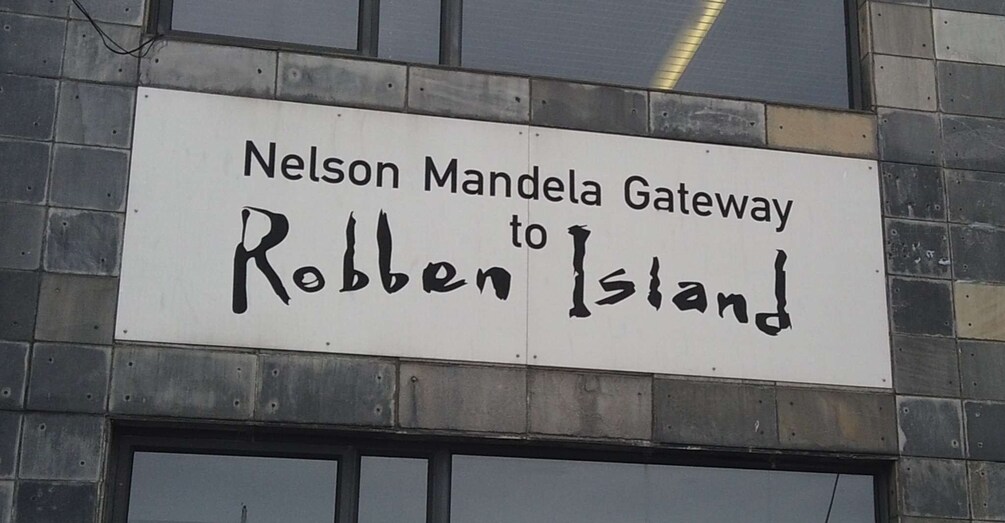 Nelson Mandela Gateway
to
Robben Island